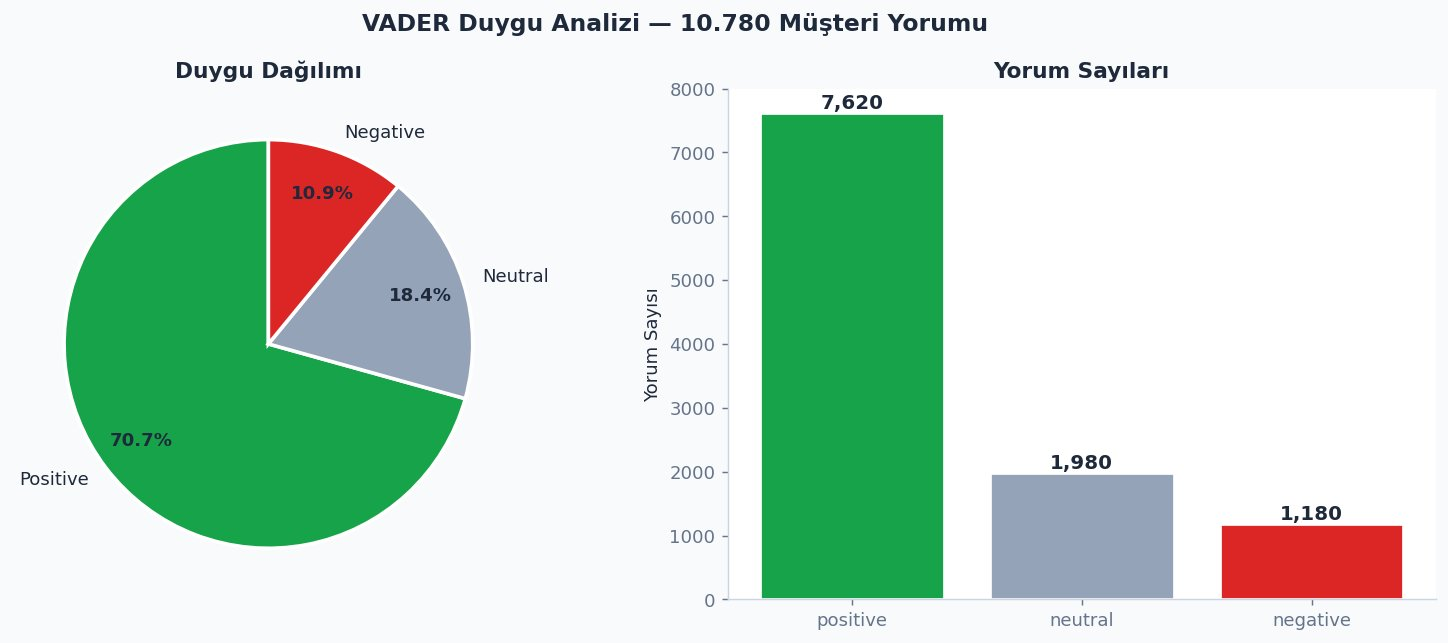 VADER Duygu Analizi — 10.780 Müşteri Yorumu
Duygu Dağılımı
Negative
10.9%
Neutral
18.4%
70.7%
Positive
Yorum Sayıları
Yorum Sayısı
8000
7000
6000
5000
4000
3000
2000
1000
0
7,620
1,980
1,180
positive
neutral
negative